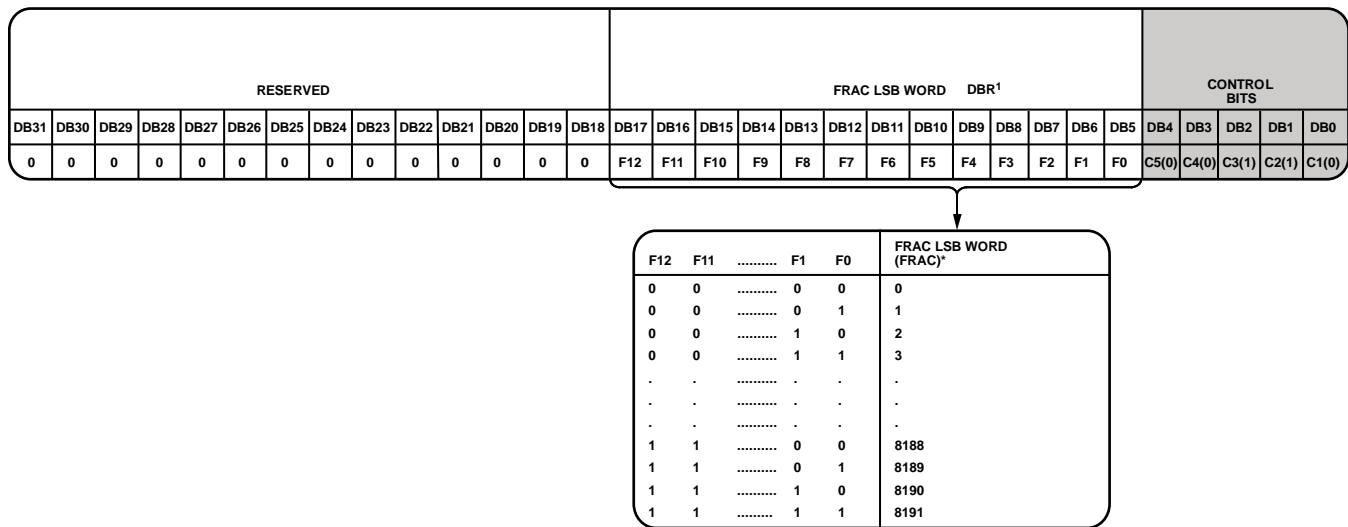 RESERVED
FRAC LSB WORD DBR1
CONTROL
BITS
DB31 DB30 DB29 DB28 DB27 DB26 DB25 DB24 DB23 DB22 DB21 DB20 DB19 DB18 DB17 DB16 DB15 DB14 DB13 DB12 DB11 DB10 DB9 DB8 DB7 DB6 DB5 DB4 DB3 DB2 DB1 DB0
0 0 0 0 0 0 0 0 0 0 0 0 0 0 F12 F11 F10 F9 F8 F7 F6 F5 F4 F3 F2 F1 F0 C5(0) C4(0) C3(1) C2(1) C1(0)
F12 F11 .......... F1 F0 FRAC LSB WORD
(FRAC)*
0 0 .......... 0 0 0
0 0 .......... 0 1 1
0 0 .......... 1 0 2
0 0 .......... 1 1 3
. . .......... . . .
. . .......... . . .
. . .......... . . .
1 1 .......... 0 0 8188
1 1 .......... 0 1 8189
1 1 .......... 1 0 8190
1 1 ......... 1 1 8191